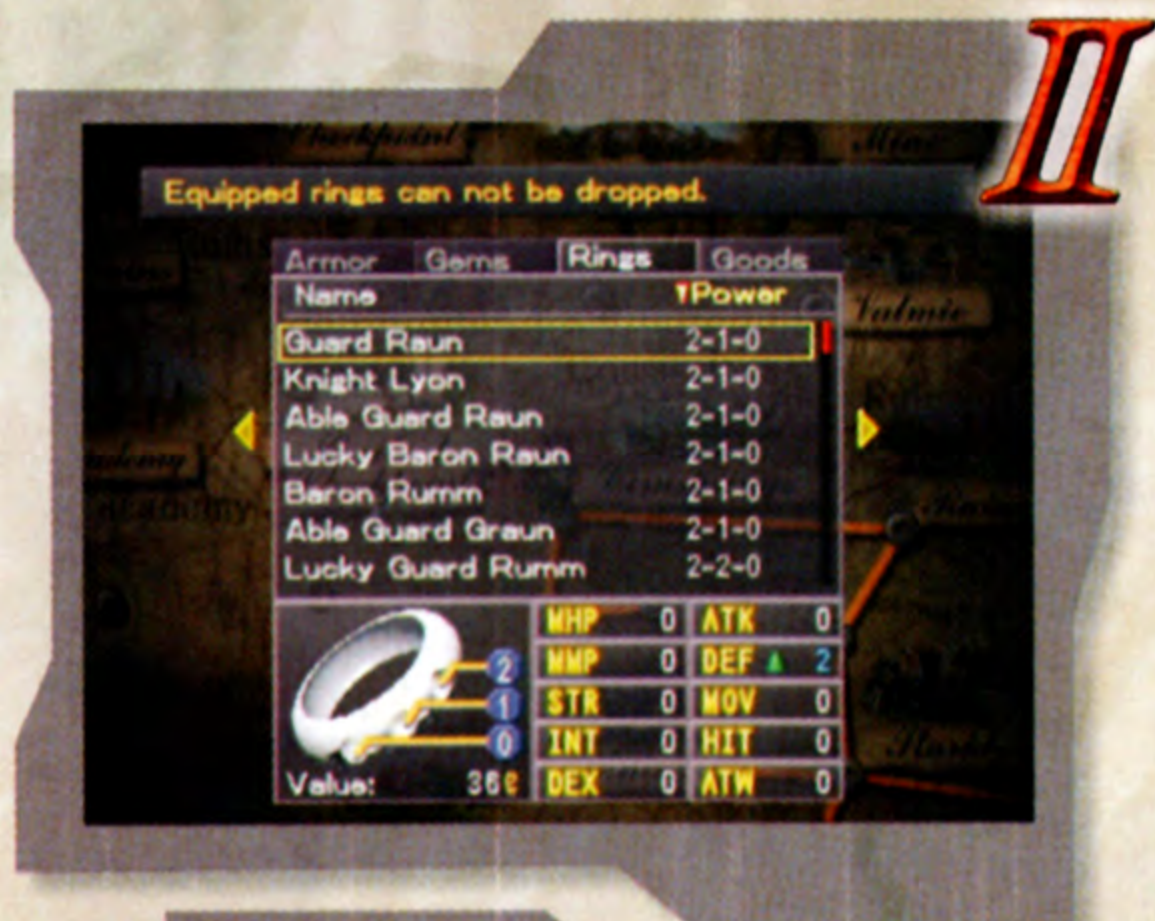 II
Checkpoint
Equipped rings can not be dropped.
Armor Gems Rings Goods
Name ▼Power
Valmie
Guard Raun 2-1-0
Knight Lyon 2-1-0
Able Guard Raun 2-1-0
Lucky Baron Raun 2-1-0
Baron Rumm 2-1-0
Able Guard Graun 2-1-0
Lucky Guard Rumm 2-2-0
academy
2
1
0
Value: 36¢
MHP 0 ATK 0
MMP 0 DEF ▲ 2
STR 0 MOV 0
INT 0 HIT 0
DEX 0 ATW 0